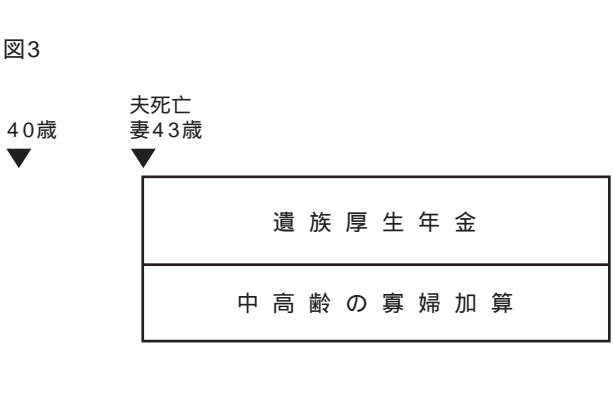 図3
夫死亡
40歳
妻43歳
遺族厚生年金
中高齢の寡婦加算